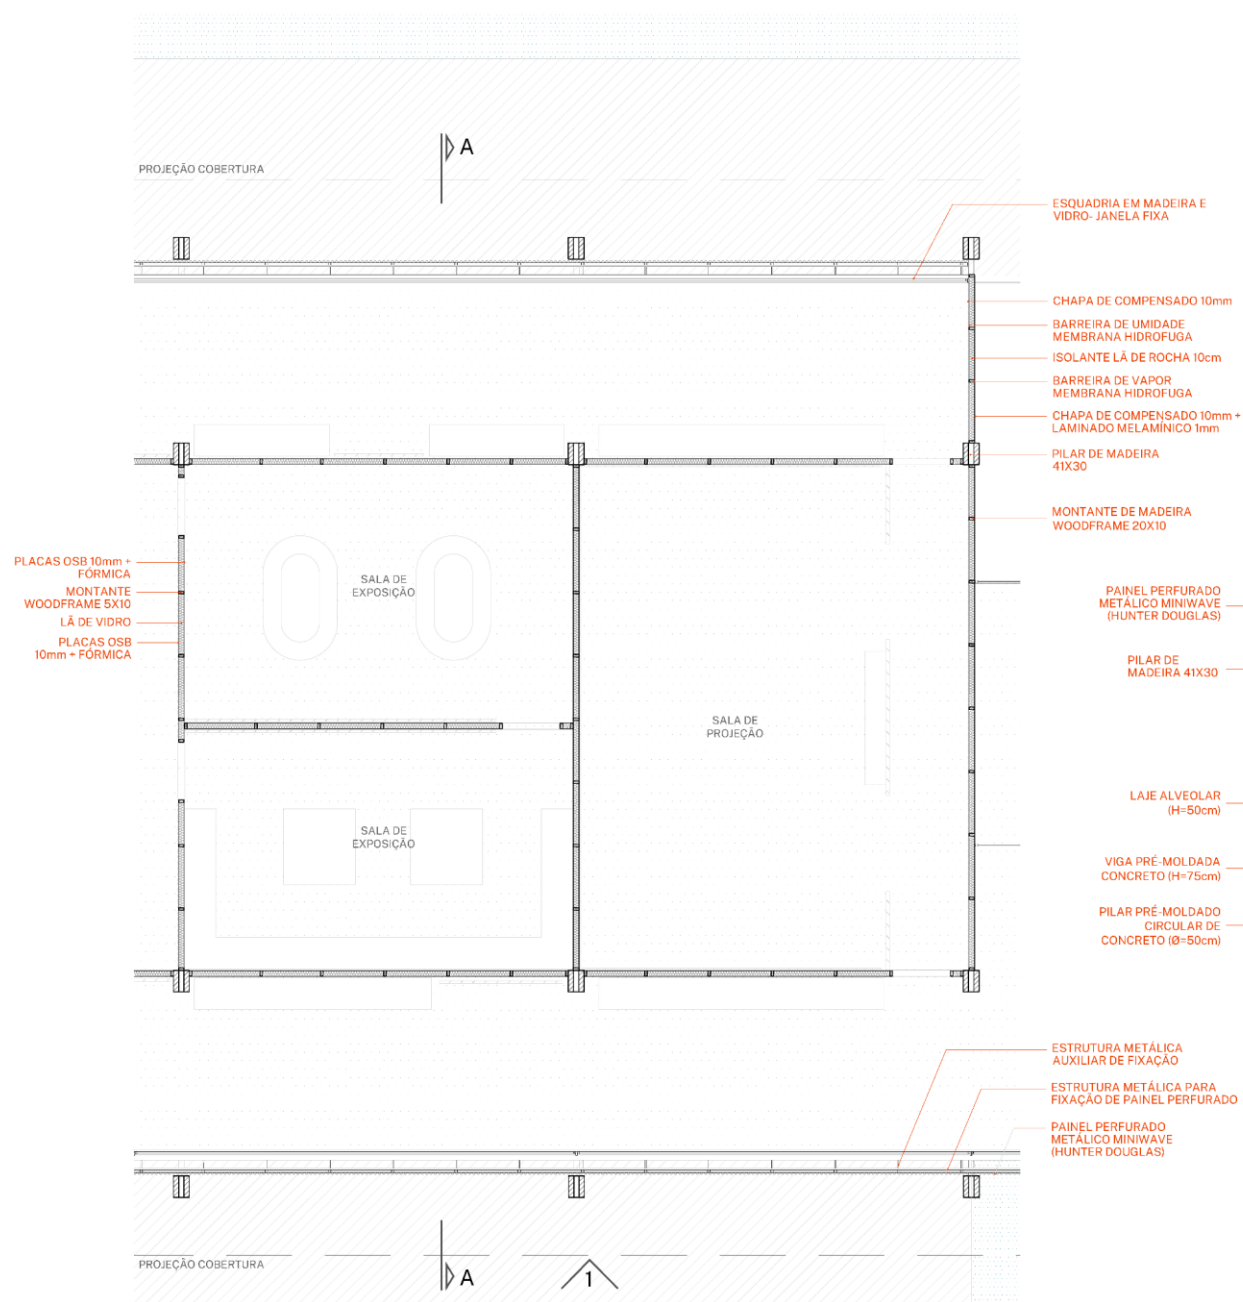 A
PROJEÇÃO COBERTURA
ESQUADRIA EM MADEIRA E
VIDRO- JANELA FIXA
CHAPA DE COMPENSADO 10mm
BARREIRA DE UMIDADE
MEMBRANA HIDROFUGA
ISOLANTE LÃ DE ROCHA 10cm
BARREIRA DE VAPOR
MEMBRANA HIDROFUGA
CHAPA DE COMPENSADO 10mm +
LAMINADO MELAMÍNICO 1mm
PILAR DE MADEIRA
41X30
MONTANTE DE MADEIRA
WOODFRAME 20X10
PLACAS OSB 10mm +
FÓRMICA
MONTANTE
WOODFRAME 5X10
LÃ DE VIDRO
PLACAS OSB
10mm + FÓRMICA
SALA DE
EXPOSIÇÃO
SALA DE
PROJEÇÃO
SALA DE
EXPOSIÇÃO
PAINEL PERFURADO
METÁLICO MINIWAVE
(HUNTER DOUGLAS)
PILAR DE
MADEIRA 41X30
LAJE ALVEOLAR
(H=50cm)
VIGA PRÉ-MOLDADA
CONCRETO (H=75cm)
PILAR PRÉ-MOLDADO
CIRCULAR DE
CONCRETO (Ø=50cm)
ESTRUTURA METÁLICA
AUXILIAR DE FIXAÇÃO
ESTRUTURA METÁLICA PARA
FIXAÇÃO DE PAINEL PERFURADO
PAINEL PERFURADO
METÁLICO MINIWAVE
(HUNTER DOUGLAS)
PROJEÇÃO COBERTURA
A
1